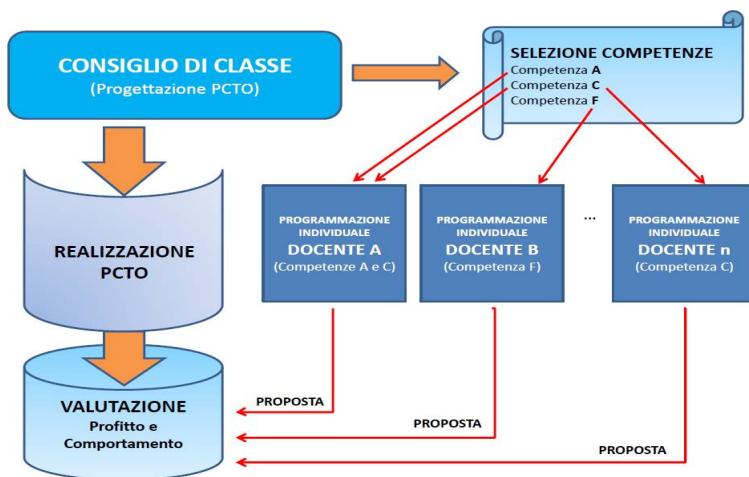 CONSIGLIO DI CLASSE
(Progettazione PCTO)
SELEZIONE COMPETENZE
Competenza A
Competenza C
Competenza F
REALIZZAZIONE
PCTO
PROGRAMMAZIONE
INDIVIDUALE
DOCENTE A
(Competenze A e C)
PROGRAMMAZIONE
INDIVIDUALE
DOCENTE B
(Competenza F)
...
PROGRAMMAZIONE
INDIVIDUALE
DOCENTE n
(Competenza C)
VALUTAZIONE
Profitto e
Comportamento
PROPOSTA
PROPOSTA
PROPOSTA